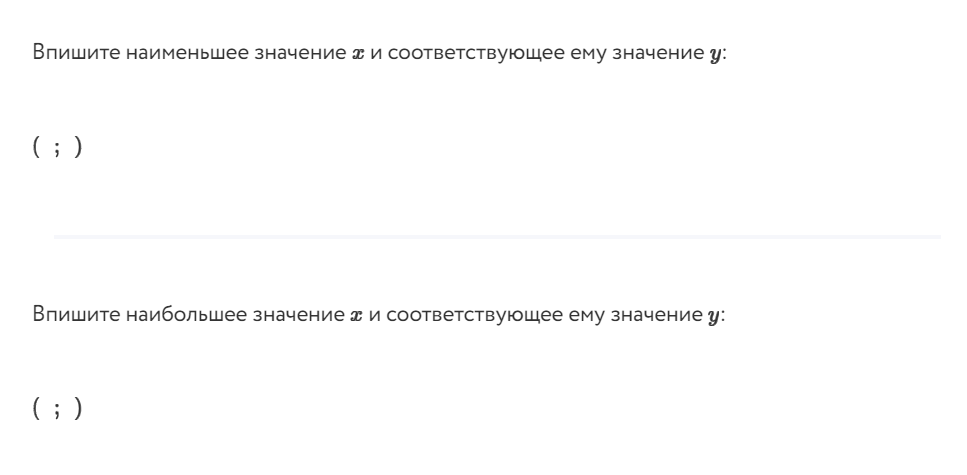 Впишите наименьшее значение x и соответствующее ему значение y:
( ; )
Впишите наибольшее значение x и соответствующее ему значение y:
( ; )